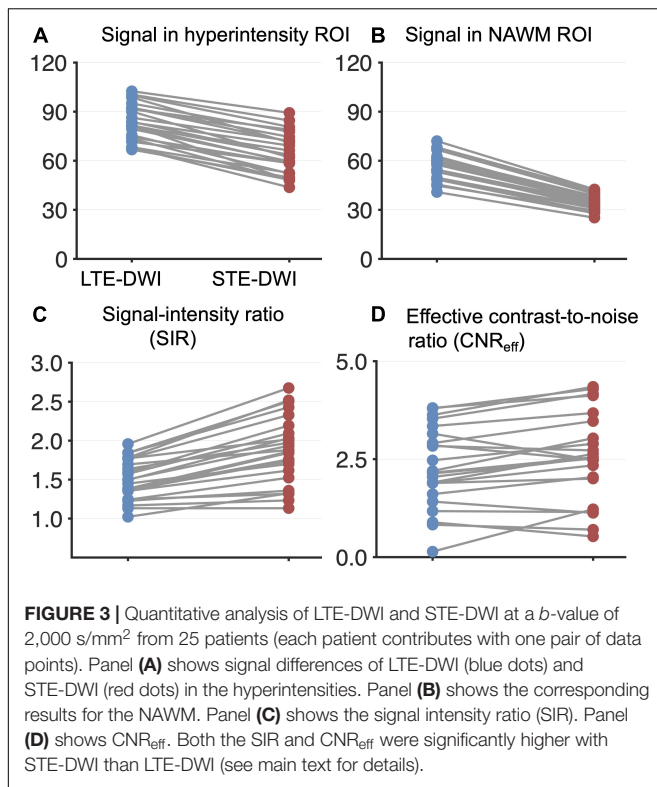 A Signal in hyperintensity ROI
B Signal in NAWM ROI
120
90
60
30
0
LTE-DWI STE-DWI
120
90
60
30
0
C Signal-intensity ratio
(SIR)
D Effective contrast-to-noise
ratio (CNReff)
3.0
2.5
2.0
1.5
1.0
5.0
2.5
0.0
FIGURE 3 | Quantitative analysis of LTE-DWI and STE-DWI at a b-value of
2,000 s/mm² from 25 patients (each patient contributes with one pair of data
points). Panel (A) shows signal differences of LTE-DWI (blue dots) and
STE-DWI (red dots) in the hyperintensities. Panel (B) shows the corresponding
results for the NAWM. Panel (C) shows the signal intensity ratio (SIR). Panel
(D) shows CNReff. Both the SIR and CNReff were significantly higher with
STE-DWI than LTE-DWI (see main text for details).